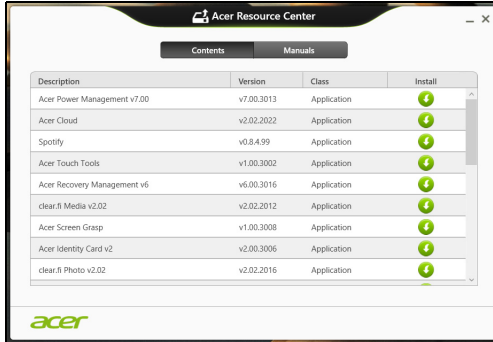 Acer Resource Center
Contents Manuals
Description Version Class Install
Acer Power Management v7.00 v7.00.3013 Application
Acer Cloud v2.02.2022 Application
Spotify v0.8.4.99 Application
Acer Touch Tools v1.00.3002 Application
Acer Recovery Management v6 v6.00.3016 Application
clear.fi Media v2.02 v2.02.2012 Application
Acer Screen Grasp v1.00.3008 Application
Acer Identity Card v2 v2.00.3006 Application
clear.fi Photo v2.02 v2.02.2016 Application
acer